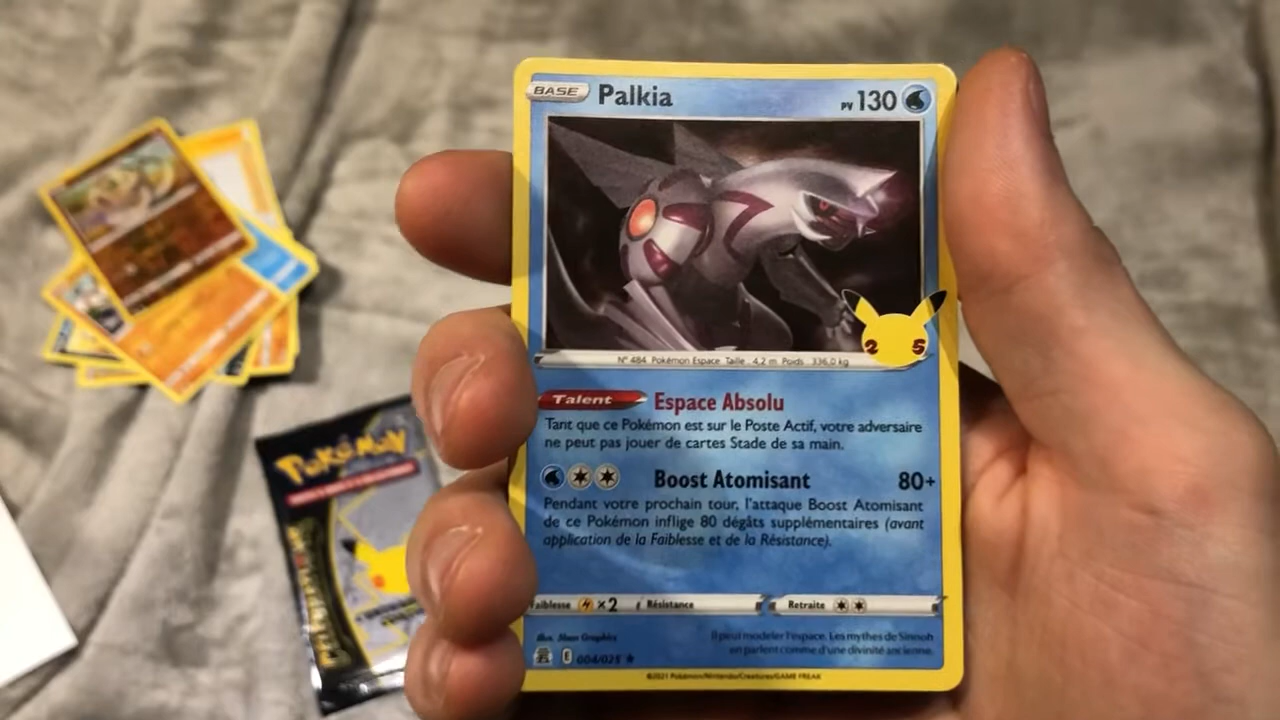 BASE Palkia PV 130
N° 484 Pokémon Espace Taille : 4,2 m Poids : 336,0 kg
25
Talent Espace Absolu
Tant que ce Pokémon est sur le Poste Actif, votre adversaire
ne peut pas jouer de cartes Stade de sa main.
Boost Atomisant 80+
Pendant votre prochain tour, l'attaque Boost Atomisant
de ce Pokémon inflige 80 dégâts supplémentaires (avant
application de la Faiblesse et de la Résistance).
Faiblesse ×2 Résistance Retraite
Illus. Illus Graphics
Il peut modeler l'espace. Les mythes de Sinnoh
en parlent comme d'une divinité ancienne.
E 004/025 ★
©2021 Pokémon/Nintendo/Creatures/GAME FREAK
POKéMON